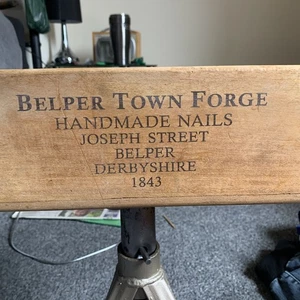 BELPER TOWN FORGE
HANDMADE NAILS
JOSEPH STREET
BELPER
DERBYSHIRE
1843